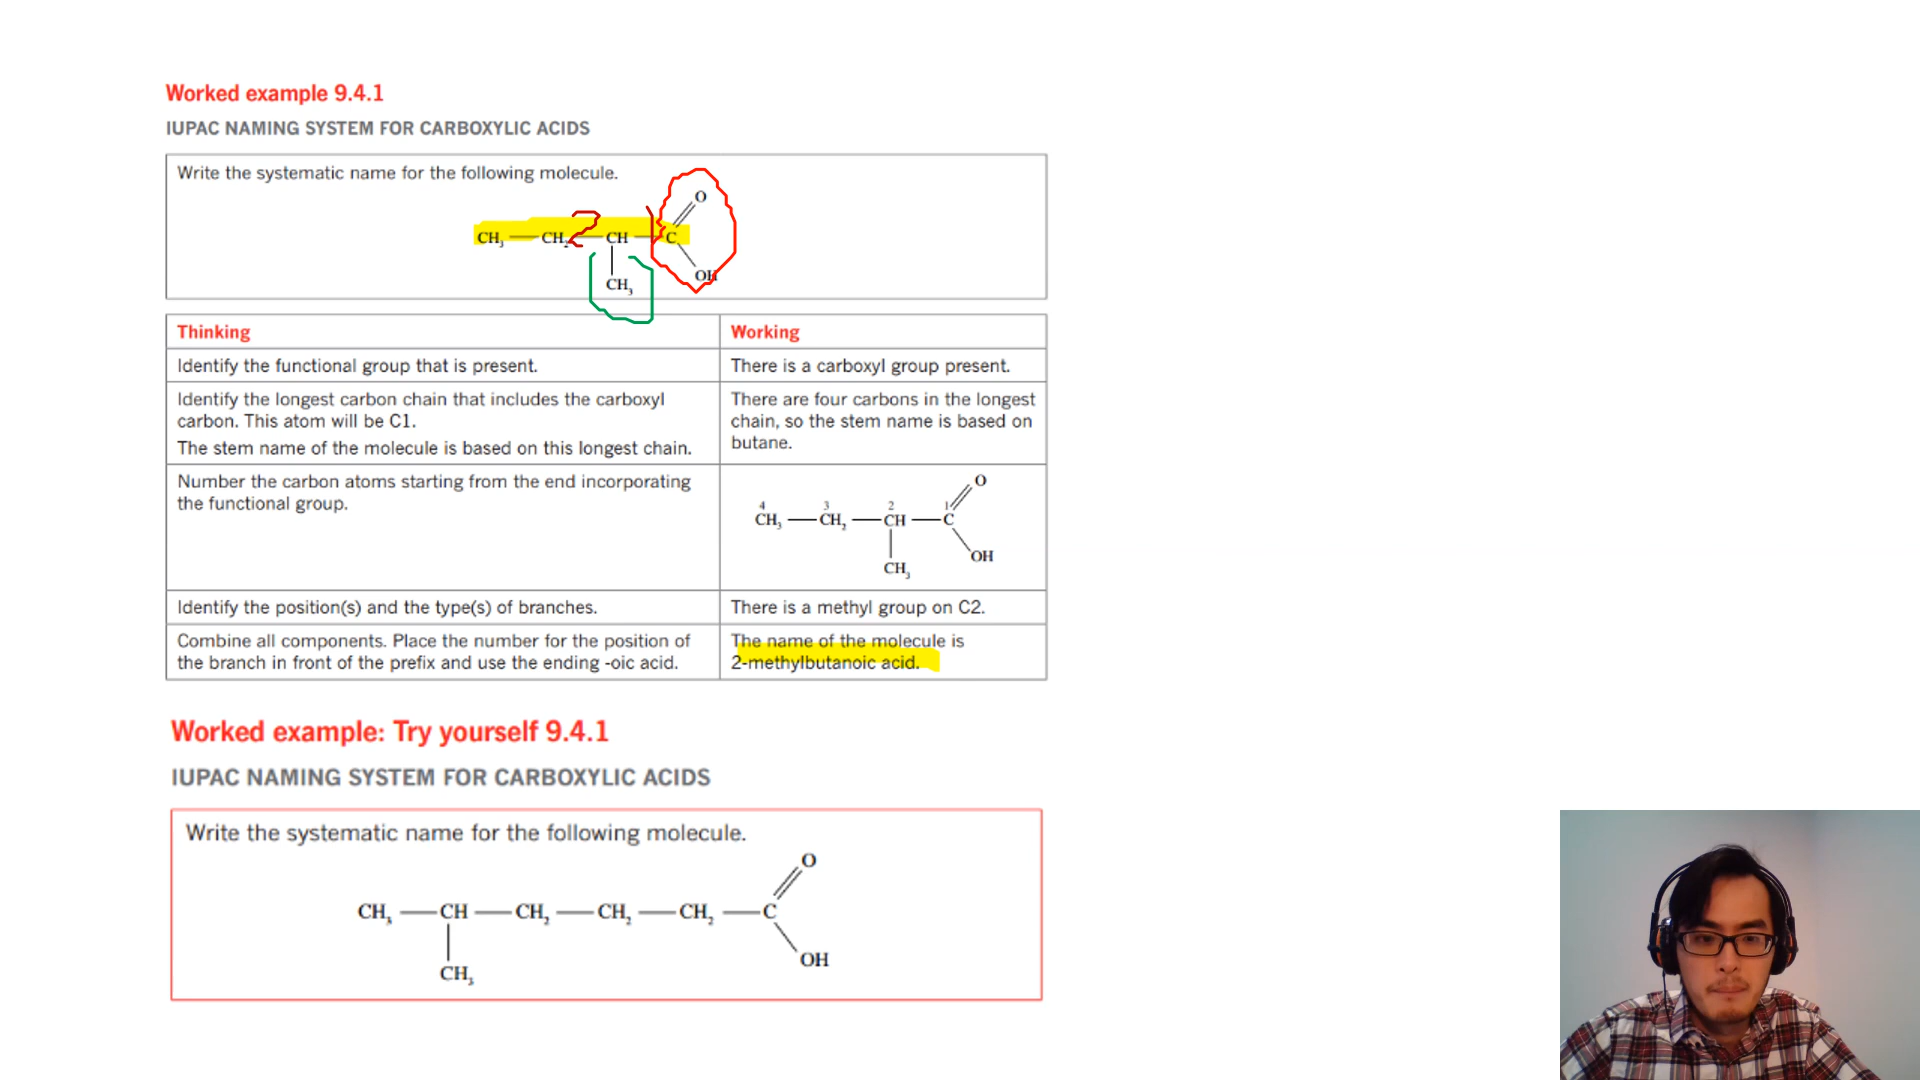 Worked example 9.4.1
IUPAC NAMING SYSTEM FOR CARBOXYLIC ACIDS
Write the systematic name for the following molecule.
O
CH₃ — CH₂ — CH — C
2 1
OH
CH₃
Thinking
Working
Identify the functional group that is present.
There is a carboxyl group present.
Identify the longest carbon chain that includes the carboxyl
carbon. This atom will be C1.
The stem name of the molecule is based on this longest chain.
There are four carbons in the longest
chain, so the stem name is based on
butane.
Number the carbon atoms starting from the end incorporating
the functional group.
O
4 3 2 1
CH₃ — CH₂ — CH — C
OH
CH₃
Identify the position(s) and the type(s) of branches.
There is a methyl group on C2.
Combine all components. Place the number for the position of
the branch in front of the prefix and use the ending -oic acid.
The name of the molecule is
2-methylbutanoic acid.
Worked example: Try yourself 9.4.1
IUPAC NAMING SYSTEM FOR CARBOXYLIC ACIDS
Write the systematic name for the following molecule.
O
CH₃ — CH — CH₂ — CH₂ — CH₂ — C
OH
CH₃